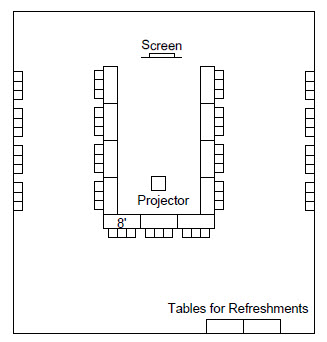 Screen
Projector
8'
Tables for Refreshments